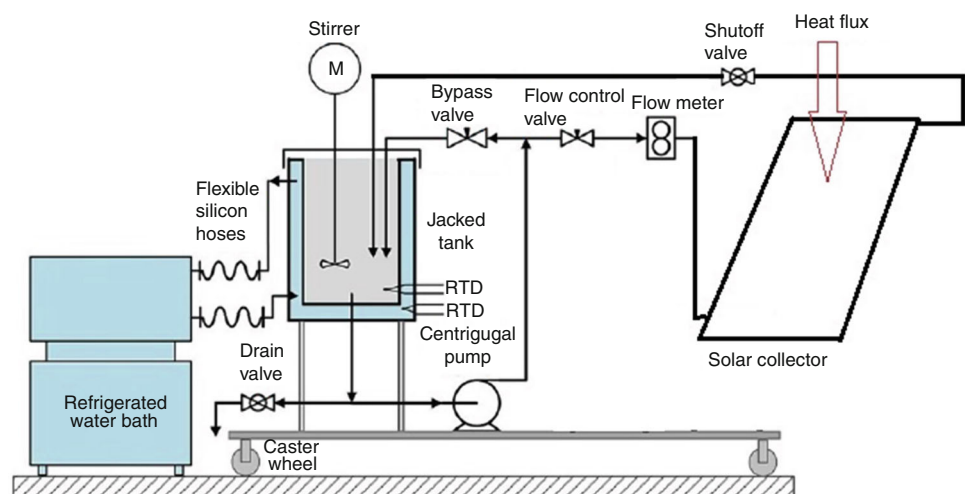 Stirrer
M
Shutoff
valve
Heat flux
Bypass
valve
Flow control
valve
Flow meter
Flexible
silicon
hoses
Jacked
tank
RTD
RTD
Centrigugal
pump
Solar collector
Drain
valve
Refrigerated
water bath
Caster
wheel